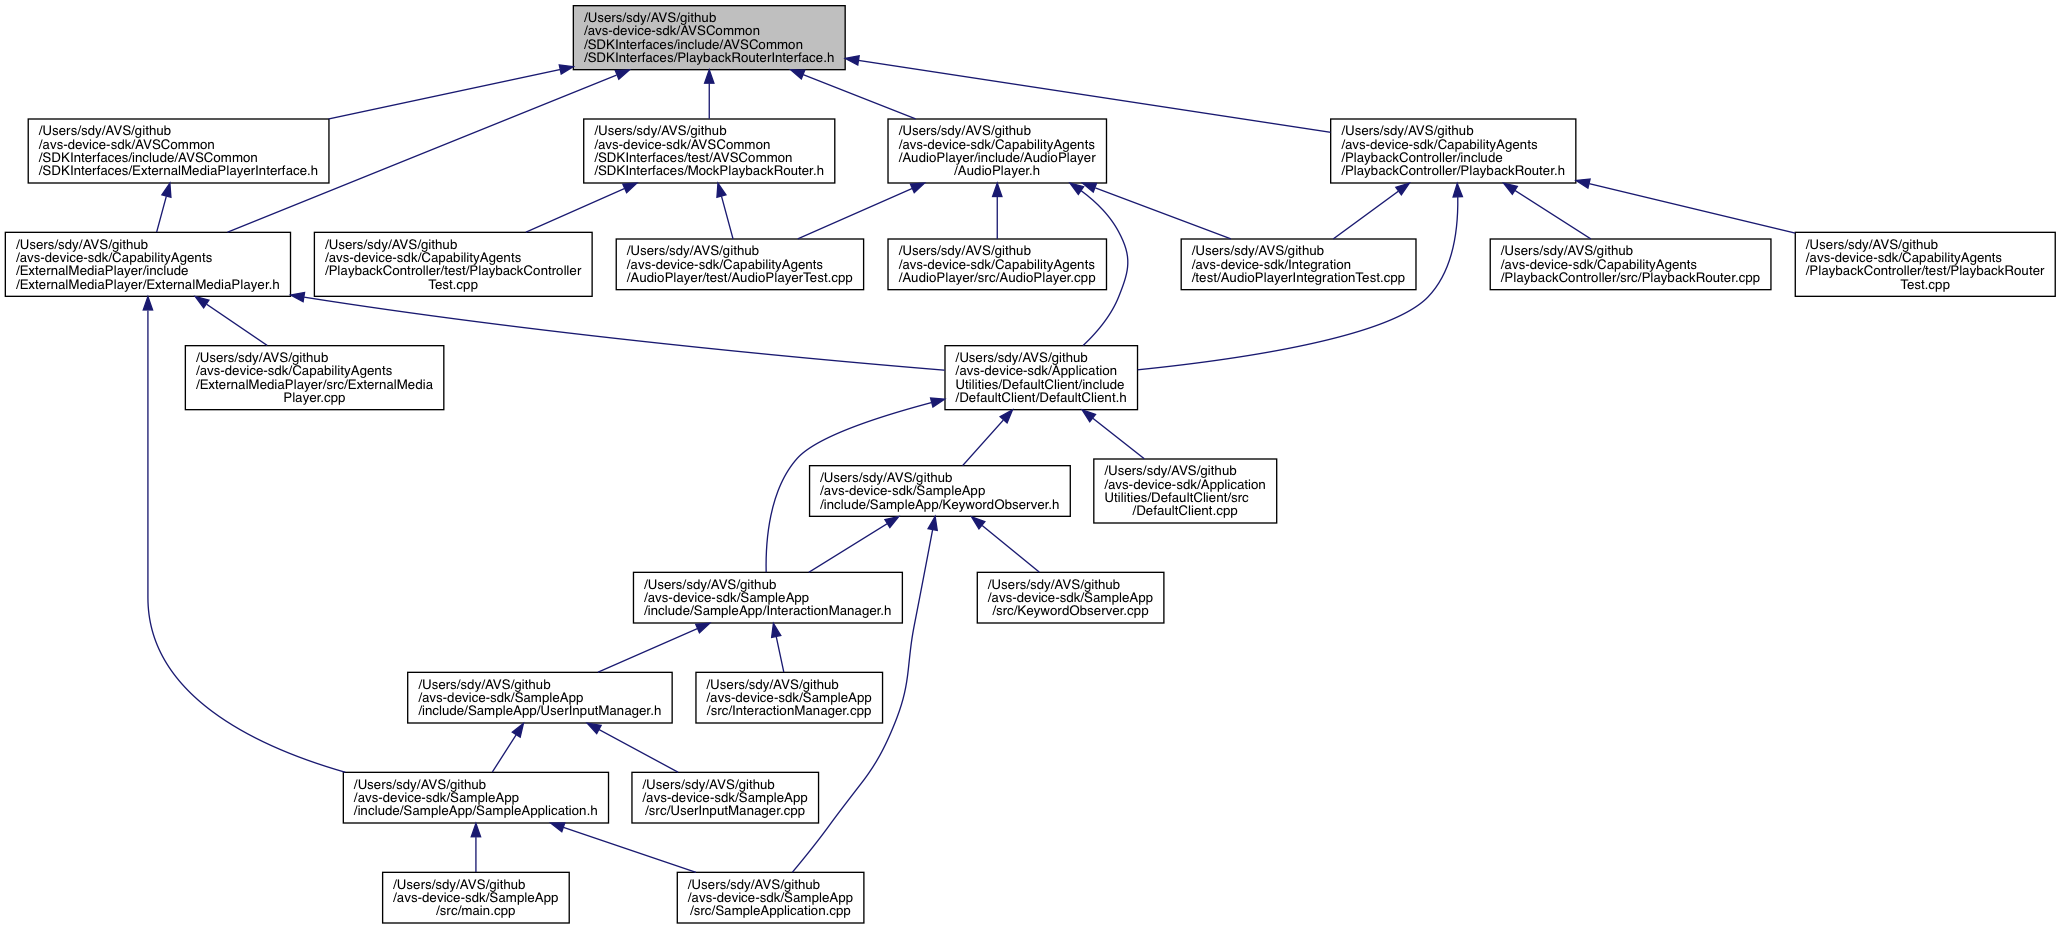 /Users/sdy/AVS/github
/avs-device-sdk/AVSCommon
/SDKInterfaces/include/AVSCommon
/SDKInterfaces/PlaybackRouterInterface.h
/Users/sdy/AVS/github
/avs-device-sdk/AVSCommon
/SDKInterfaces/include/AVSCommon
/SDKInterfaces/ExternalMediaPlayerInterface.h
/Users/sdy/AVS/github
/avs-device-sdk/AVSCommon
/SDKInterfaces/test/AVSCommon
/SDKInterfaces/MockPlaybackRouter.h
/Users/sdy/AVS/github
/avs-device-sdk/CapabilityAgents
/AudioPlayer/include/AudioPlayer
/AudioPlayer.h
/Users/sdy/AVS/github
/avs-device-sdk/CapabilityAgents
/PlaybackController/include
/PlaybackController/PlaybackRouter.h
/Users/sdy/AVS/github
/avs-device-sdk/CapabilityAgents
/ExternalMediaPlayer/include
/ExternalMediaPlayer/ExternalMediaPlayer.h
/Users/sdy/AVS/github
/avs-device-sdk/CapabilityAgents
/PlaybackController/test/PlaybackController
Test.cpp
/Users/sdy/AVS/github
/avs-device-sdk/CapabilityAgents
/AudioPlayer/test/AudioPlayerTest.cpp
/Users/sdy/AVS/github
/avs-device-sdk/CapabilityAgents
/AudioPlayer/src/AudioPlayer.cpp
/Users/sdy/AVS/github
/avs-device-sdk/Integration
/test/AudioPlayerIntegrationTest.cpp
/Users/sdy/AVS/github
/avs-device-sdk/CapabilityAgents
/PlaybackController/src/PlaybackRouter.cpp
/Users/sdy/AVS/github
/avs-device-sdk/CapabilityAgents
/PlaybackController/test/PlaybackRouter
Test.cpp
/Users/sdy/AVS/github
/avs-device-sdk/CapabilityAgents
/ExternalMediaPlayer/src/ExternalMedia
Player.cpp
/Users/sdy/AVS/github
/avs-device-sdk/Application
Utilities/DefaultClient/include
/DefaultClient/DefaultClient.h
/Users/sdy/AVS/github
/avs-device-sdk/SampleApp
/include/SampleApp/KeywordObserver.h
/Users/sdy/AVS/github
/avs-device-sdk/Application
Utilities/DefaultClient/src
/DefaultClient.cpp
/Users/sdy/AVS/github
/avs-device-sdk/SampleApp
/include/SampleApp/InteractionManager.h
/Users/sdy/AVS/github
/avs-device-sdk/SampleApp
/src/KeywordObserver.cpp
/Users/sdy/AVS/github
/avs-device-sdk/SampleApp
/include/SampleApp/UserInputManager.h
/Users/sdy/AVS/github
/avs-device-sdk/SampleApp
/src/InteractionManager.cpp
/Users/sdy/AVS/github
/avs-device-sdk/SampleApp
/include/SampleApp/SampleApplication.h
/Users/sdy/AVS/github
/avs-device-sdk/SampleApp
/src/UserInputManager.cpp
/Users/sdy/AVS/github
/avs-device-sdk/SampleApp
/src/main.cpp
/Users/sdy/AVS/github
/avs-device-sdk/SampleApp
/src/SampleApplication.cpp